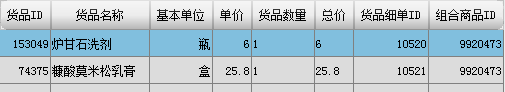 货品ID 货品名称 基本单位 单价 货品数量 总价 货品细单ID 组合商品ID
153049 炉甘石洗剂 瓶 6 1 6 10520 9920473
74375 糠酸莫米松乳膏 盒 25.8 1 25.8 10521 9920473